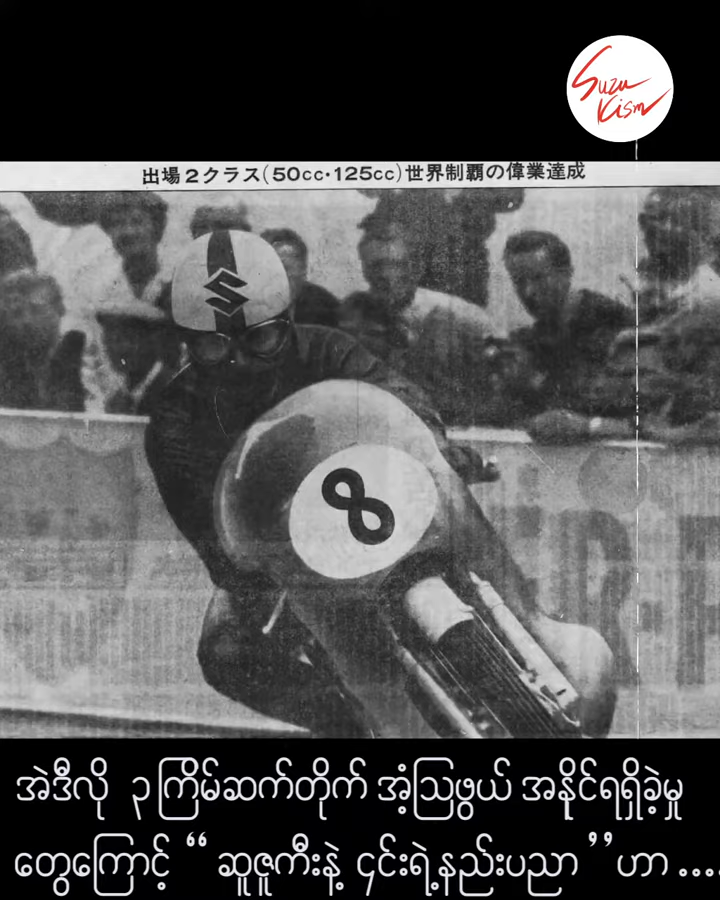 Suzu
Kism
出場2クラス(50cc・125cc)世界制覇の偉業達成
8
အဲဒီလို ၃ကြိမ်ဆက်တိုက် အံ့ဩဖွယ် အနိုင်ရရှိခဲ့မှု
တွေကြောင့် “ ဆူဇူကီးနဲ့ ၄င်းရဲ့နည်းပညာ ”ဟာ ....